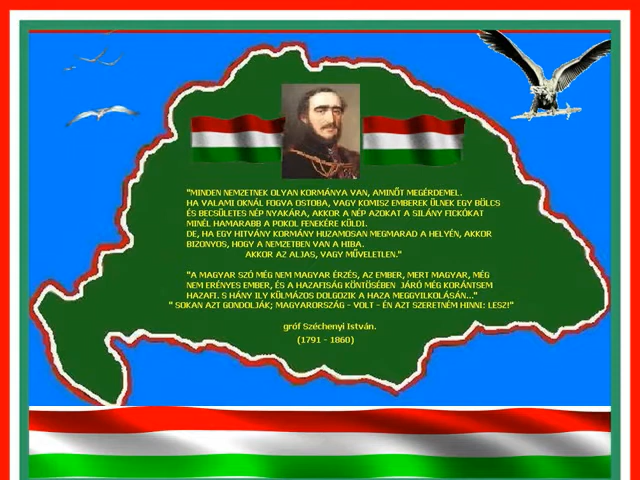 "MINDEN NEMZETNEK OLYAN KORMÁNYA VAN, AMINŐT MEGÉRDEMEL.
HA VALAMI OKNÁL FOGVA OSTOBA, VAGY KOMISZ EMBEREK ÜLNEK EGY BÖLCS
ÉS BECSÜLETES NÉP NYAKÁRA, AKKOR A NÉP AZOKAT A SILÁNY FICKÓKAT
MINÉL HAMARABB A POKOL FENEKÉRE KÜLDI.
DE, HA EGY HITVÁNY KORMÁNY HUZAMOSAN MEGMARAD A HELYÉN, AKKOR
BIZONYOS, HOGY A NEMZETBEN VAN A HIBA.
AKKOR AZ ALJAS, VAGY MŰVELETLEN."
"A MAGYAR SZÓ MÉG NEM MAGYAR ÉRZÉS, AZ EMBER, MERT MAGYAR, MÉG
NEM ERÉNYES EMBER, ÉS A HAZAFISÁG KÖNTÖSÉBEN JÁRÓ MÉG KORÁNTSEM
HAZAFI. S HÁNY ILY KÜLMÁZOS DOLGOZIK A HAZA MEGGYILKOLÁSÁN..."
" SOKAN AZT GONDOLJÁK; MAGYARORSZÁG - VOLT - ÉN AZT SZERETNÉM HINNI: LESZ!"
gróf Széchenyi István.
(1791 - 1860)